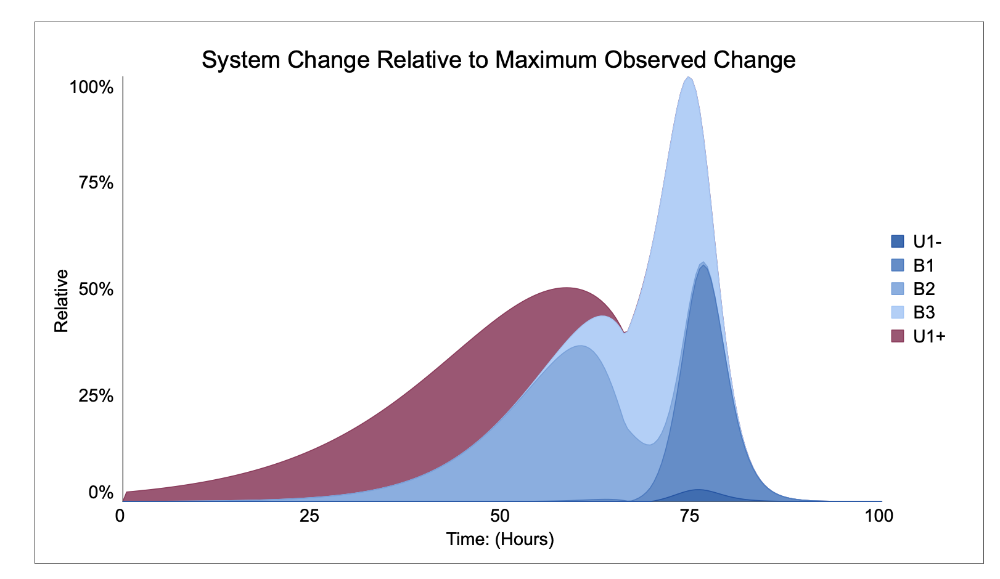 System Change Relative to Maximum Observed Change
100%
75%
50%
25%
0%
Relative
0 25 50 75 100
Time: (Hours)
U1-
B1
B2
B3
U1+